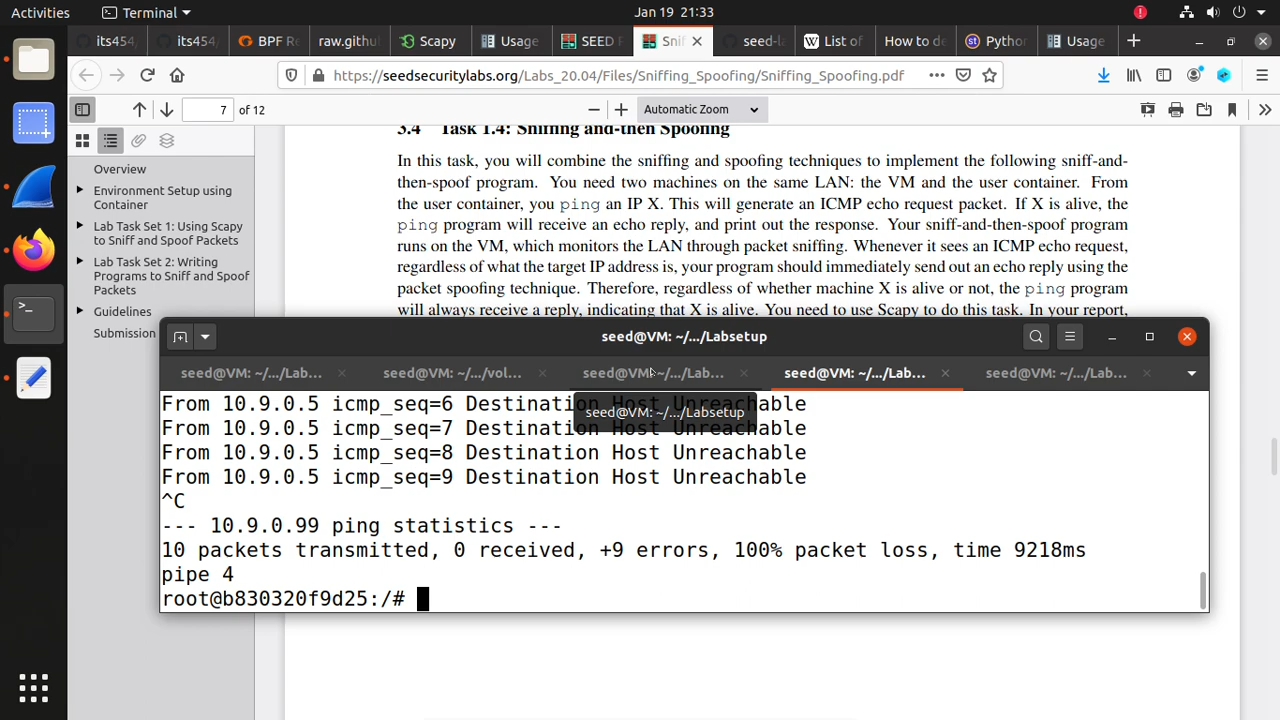 Activities
Terminal
Jan 19 21:33
its454
its454
BPF Re
raw.github
Scapy
Usage
SEED P
Snif
seed-la
List of
How to de
Python
Usage
https://seedsecuritylabs.org/Labs_20.04/Files/Sniffing_Spoofing/Sniffing_Spoofing.pdf
7
of 12
Automatic Zoom
Overview
Environment Setup using
Container
Lab Task Set 1: Using Scapy
to Sniff and Spoof Packets
Lab Task Set 2: Writing
Programs to Sniff and Spoof
Packets
Guidelines
Submission
3.4 Task 1.4: Sniffing and-then Spoofing
In this task, you will combine the sniffing and spoofing techniques to implement the following sniff-and-
then-spoof program. You need two machines on the same LAN: the VM and the user container. From
the user container, you ping an IP X. This will generate an ICMP echo request packet. If X is alive, the
ping program will receive an echo reply, and print out the response. Your sniff-and-then-spoof program
runs on the VM, which monitors the LAN through packet sniffing. Whenever it sees an ICMP echo request,
regardless of what the target IP address is, your program should immediately send out an echo reply using the
packet spoofing technique. Therefore, regardless of whether machine X is alive or not, the ping program
will always receive a reply, indicating that X is alive. You need to use Scapy to do this task. In your report,
seed@VM: ~/.../Labsetup
seed@VM: ~/.../Lab...
seed@VM: ~/.../vol...
seed@VM: ~/.../Lab...
seed@VM: ~/.../Lab...
seed@VM: ~/.../Lab...
seed@VM: ~/.../Labsetup
From 10.9.0.5 icmp_seq=6 Destination Host Unreachable
From 10.9.0.5 icmp_seq=7 Destination Host Unreachable
From 10.9.0.5 icmp_seq=8 Destination Host Unreachable
From 10.9.0.5 icmp_seq=9 Destination Host Unreachable
^C
--- 10.9.0.99 ping statistics ---
10 packets transmitted, 0 received, +9 errors, 100% packet loss, time 9218ms
pipe 4
root@b830320f9d25:/#